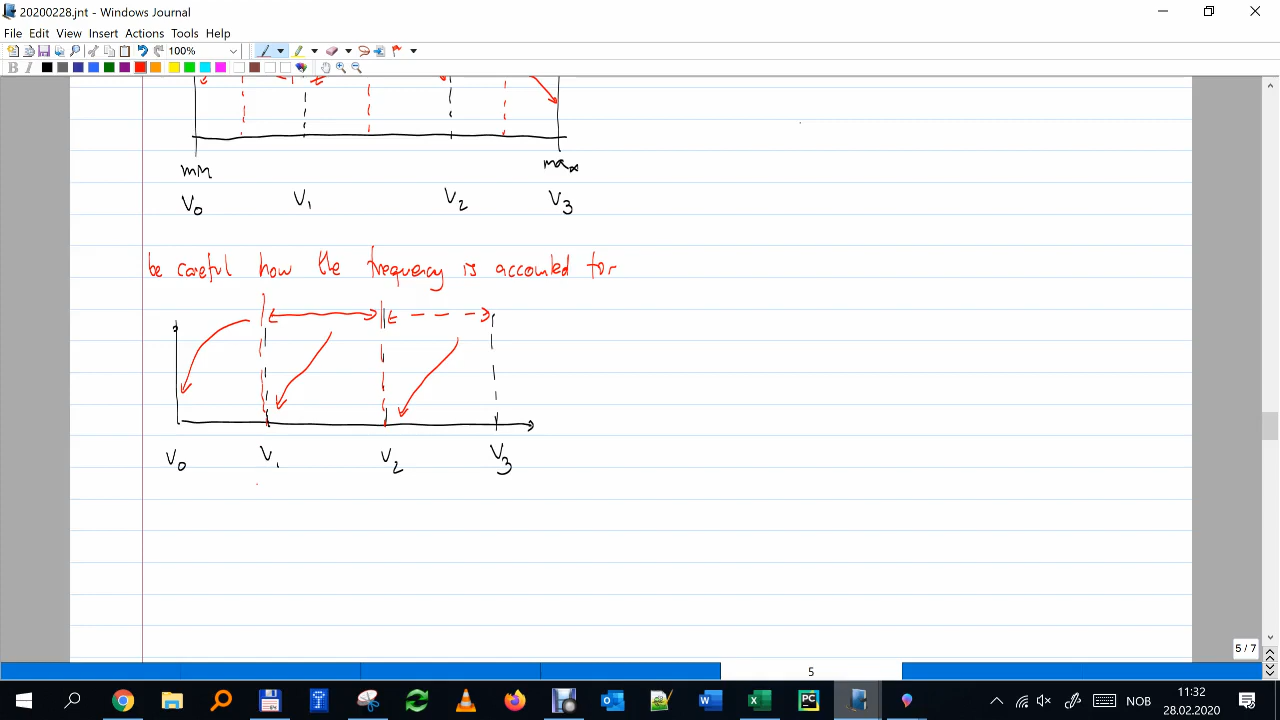 20200228.jnt - Windows Journal
File Edit View Insert Actions Tools Help
100%
B I
min max
V0 V1 V2 V3
be careful how the frequency is accounted for
V0 V1 V2 V3
5 / 7
5
NOB
11:32
28.02.2020